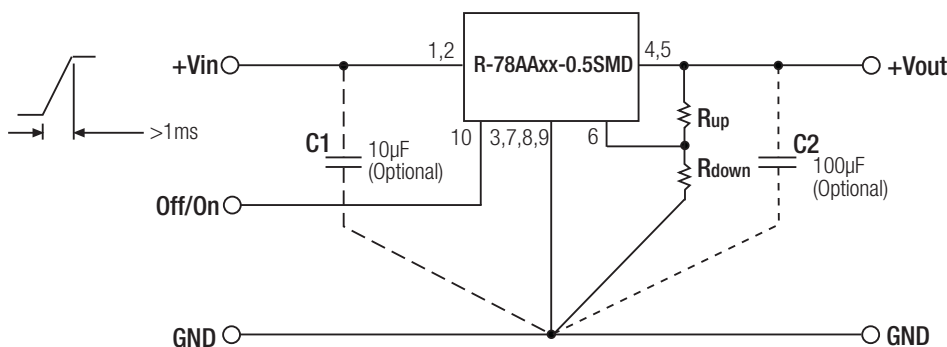 1,2
4,5
+Vin
R-78AAxx-0.5SMD
+Vout
>1ms
Rup
10
3,7,8,9
6
C1
10µF
(Optional)
C2
100µF
(Optional)
Rdown
Off/On
GND
GND